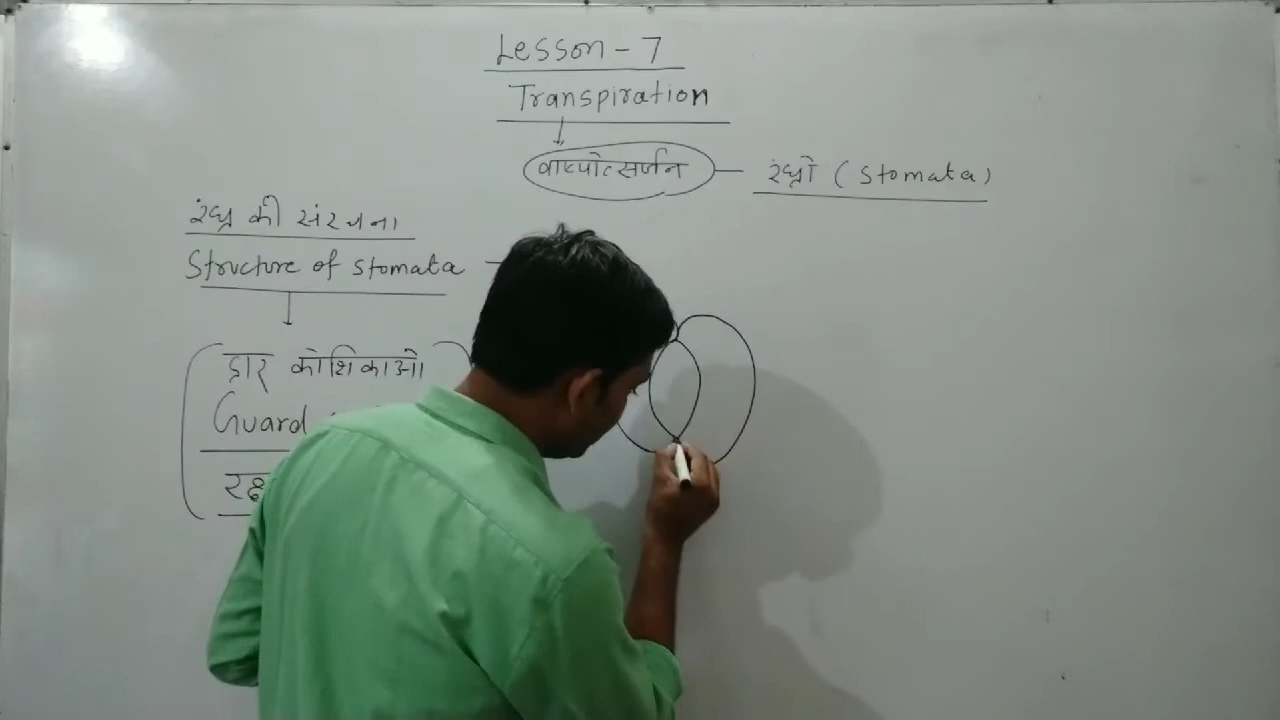 Lesson - 7
Transpiration
वाष्पोत्सर्जन - रंध्रो (Stomata)
रंध्र की संरचना
Structure of Stomata
द्वार कोशिकाओ
Guard